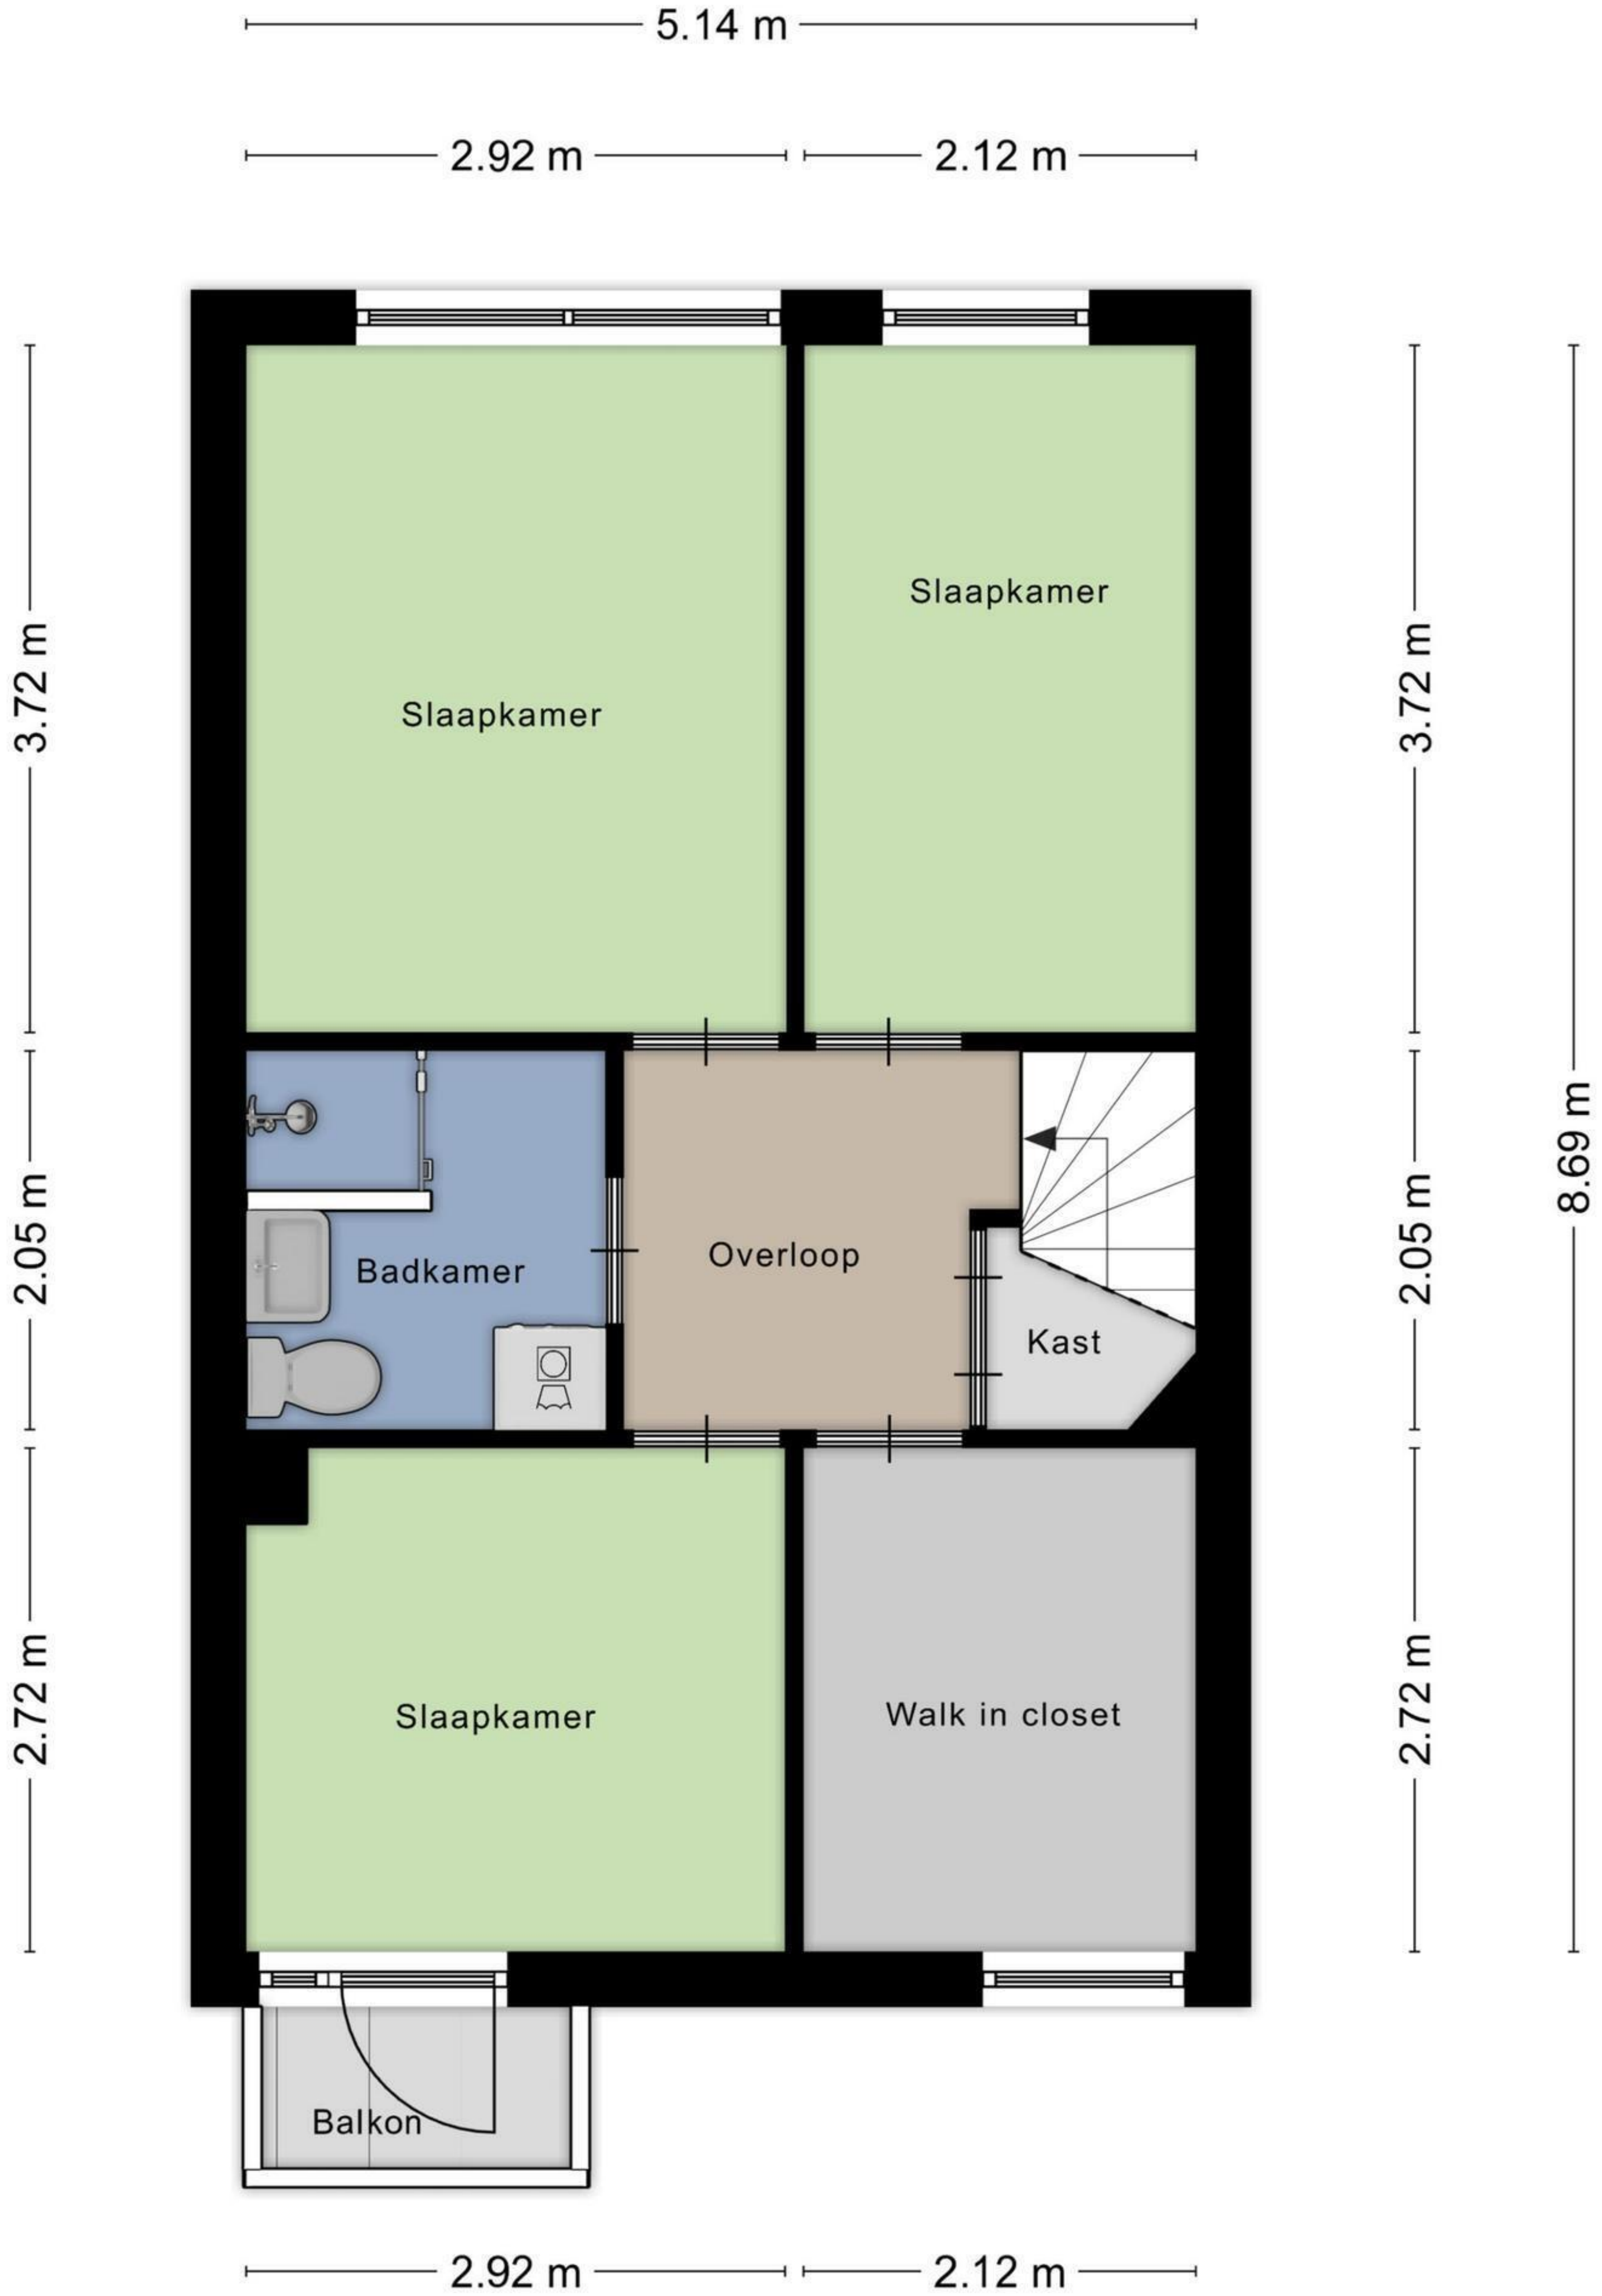 5.14 m
2.92 m
2.12 m
Slaapkamer
3.72 m
3.72 m
Slaapkamer
8.69 m
2.05 m
Badkamer
Overloop
2.05 m
Kast
2.72 m
Slaapkamer
Walk in closet
2.72 m
Balkon
2.92 m
2.12 m